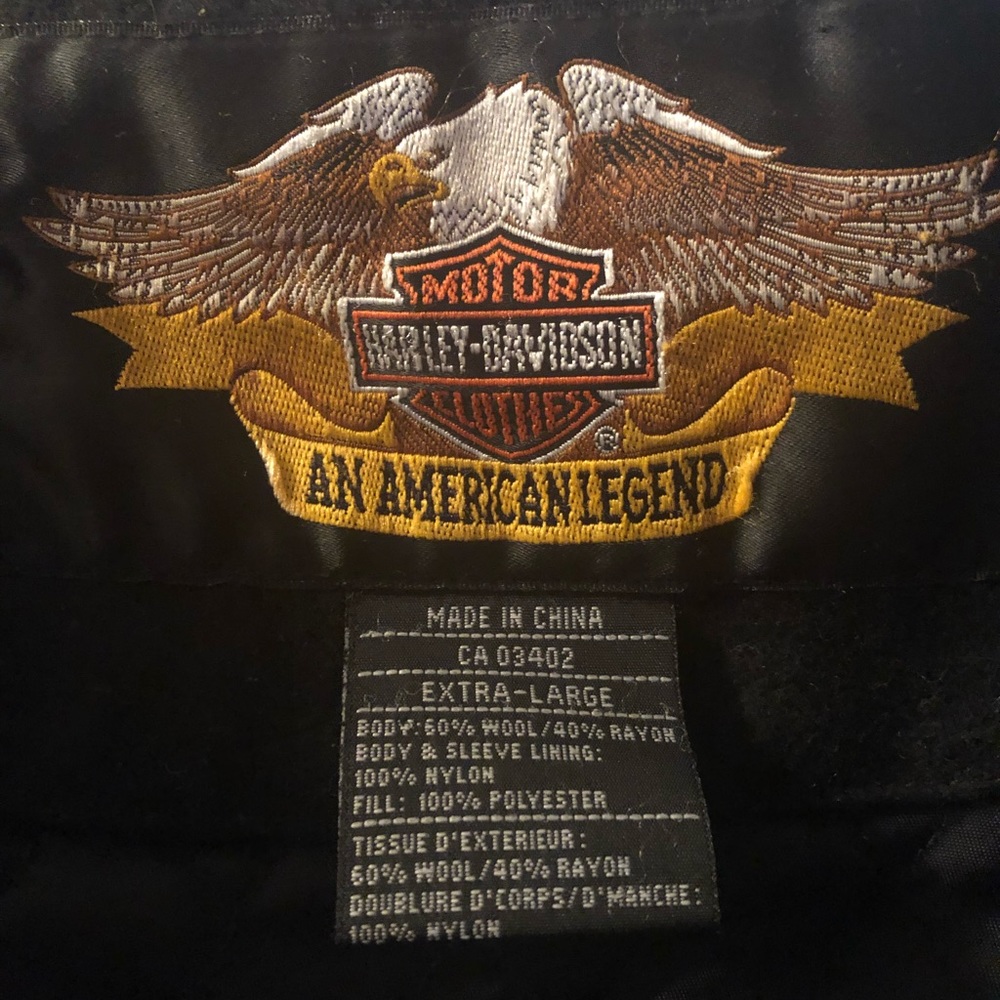 MOTOR
HARLEY-DAVIDSON
CLOTHES
®
AN AMERICAN LEGEND
MADE IN CHINA
CA 03402
EXTRA-LARGE
BODY:60% WOOL/40% RAYON
BODY & SLEEVE LINING:
100% NYLON
FILL: 100% POLYESTER
TISSUE D'EXTERIEUR:
60% WOOL/40% RAYON
DOUBLURE D'CORPS/D'MANCHE:
100% NYLON